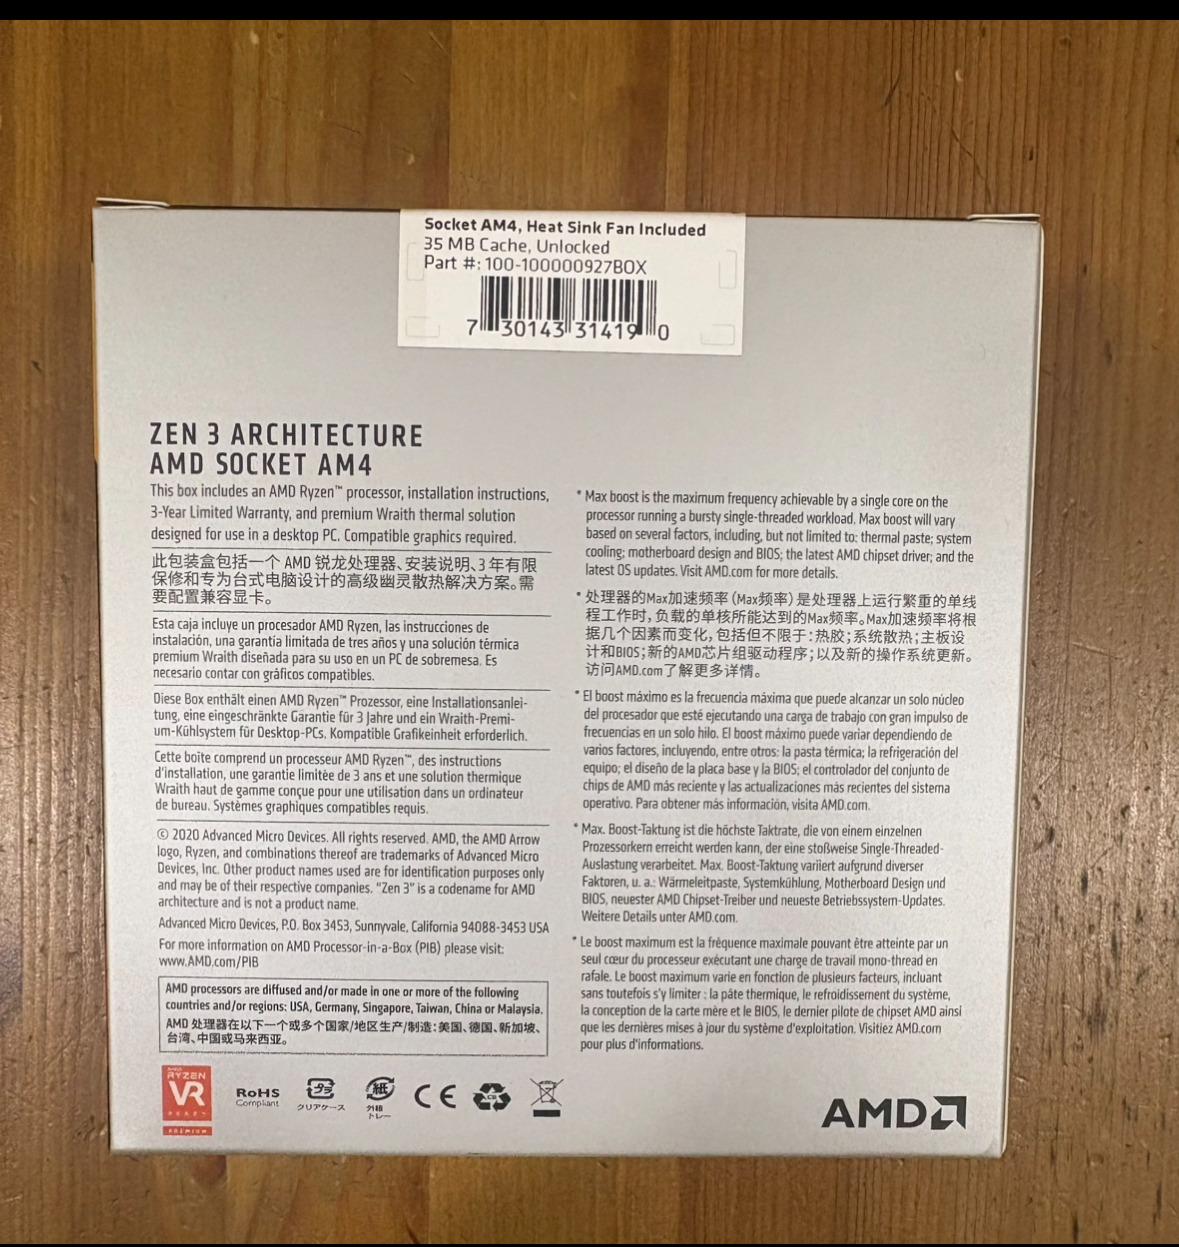 Socket AM4, Heat Sink Fan Included
35 MB Cache, Unlocked
Part #: 100-100000927BOX
7 30143 31419 0
ZEN 3 ARCHITECTURE
AMD SOCKET AM4
This box includes an AMD Ryzen™ processor, installation instructions,
3-Year Limited Warranty, and premium Wraith thermal solution
designed for use in a desktop PC. Compatible graphics required.
此包装盒包括一个 AMD 锐龙处理器、安装说明、3 年有限
保修和专为台式电脑设计的高级幽灵散热解决方案。需
要配置兼容显卡。
Esta caja incluye un procesador AMD Ryzen, las instrucciones de
instalación, una garantía limitada de tres años y una solución térmica
premium Wraith diseñada para su uso en un PC de sobremesa. Es
necesario contar con gráficos compatibles.
Diese Box enthält einen AMD Ryzen™ Prozessor, eine Installationsanlei-
tung, eine eingeschränkte Garantie für 3 Jahre und ein Wraith-Premi-
um-Kühlsystem für Desktop-PCs. Kompatible Grafikeinheit erforderlich.
Cette boîte comprend un processeur AMD Ryzen™, des instructions
d'installation, une garantie limitée de 3 ans et une solution thermique
Wraith haut de gamme conçue pour une utilisation dans un ordinateur
de bureau. Systèmes graphiques compatibles requis.
© 2020 Advanced Micro Devices. All rights reserved. AMD, the AMD Arrow
logo, Ryzen, and combinations thereof are trademarks of Advanced Micro
Devices, Inc. Other product names used are for identification purposes only
and may be of their respective companies. "Zen 3" is a codename for AMD
architecture and is not a product name.
Advanced Micro Devices, P.O. Box 3453, Sunnyvale, California 94088-3453 USA
For more information on AMD Processor-in-a-Box (PIB) please visit:
www.AMD.com/PIB
AMD processors are diffused and/or made in one or more of the following
countries and/or regions: USA, Germany, Singapore, Taiwan, China or Malaysia.
AMD 处理器在以下一个或多个国家/地区生产/制造：美国、德国、新加坡、
台湾、中国或马来西亚。
* Max boost is the maximum frequency achievable by a single core on the
processor running a bursty single-threaded workload. Max boost will vary
based on several factors, including, but not limited to: thermal paste; system
cooling; motherboard design and BIOS; the latest AMD chipset driver; and the
latest OS updates. Visit AMD.com for more details.
* 处理器的Max加速频率（Max频率）是处理器上运行繁重的单线
程工作时，负载的单核所能达到的Max频率。Max加速频率将根
据几个因素而变化，包括但不限于：热胶；系统散热；主板设
计和BIOS；新的AMD芯片组驱动程序；以及新的操作系统更新。
访问AMD.com了解更多详情。
* El boost máximo es la frecuencia máxima que puede alcanzar un solo núcleo
del procesador que esté ejecutando una carga de trabajo con gran impulso de
frecuencias en un solo hilo. El boost máximo puede variar dependiendo de
varios factores, incluyendo, entre otros: la pasta térmica; la refrigeración del
equipo; el diseño de la placa base y la BIOS; el controlador del conjunto de
chips de AMD más reciente y las actualizaciones más recientes del sistema
operativo. Para obtener más información, visita AMD.com.
* Max. Boost-Taktung ist die höchste Taktrate, die von einem einzelnen
Prozessorkern erreicht werden kann, der eine stoßweise Single-Threaded-
Auslastung verarbeitet. Max. Boost-Taktung variiert aufgrund diverser
Faktoren, u. a.: Wärmeleitpaste, Systemkühlung, Motherboard Design und
BIOS, neuester AMD Chipset-Treiber und neueste Betriebssystem-Updates.
Weitere Details unter AMD.com.
* Le boost maximum est la fréquence maximale pouvant être atteinte par un
seul cœur du processeur exécutant une charge de travail mono-thread en
rafale. Le boost maximum varie en fonction de plusieurs facteurs, incluant
sans toutefois s'y limiter : la pâte thermique, le refroidissement du système,
la conception de la carte mère et le BIOS, le dernier pilote de chipset AMD ainsi
que les dernières mises à jour du système d'exploitation. Visitiez AMD.com
pour plus d'informations.
AMD
RYZEN
VR
READY
PREMIUM
RoHS
Compliant
プラ
クリアケース
紙
外箱
トレー
CE
AMD